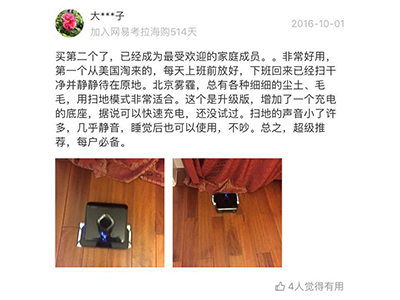 大***子
2016-10-01
加入网易考拉海购514天
买第二个了，已经成为最受欢迎的家庭成员。。非常好用，
第一个从美国淘来的，每天上班前放好，下班回来已经扫干
净并静静待在原地。北京雾霾，总有各种细细的尘土、毛
毛，用扫地模式非常适合。这个是升级版，增加了一个充电
的底座，据说可以快速充电，还没试过。扫地的声音小了许
多，几乎静音，睡觉后也可以使用，不吵。总之，超级推
荐，每户必备。
4人觉得有用